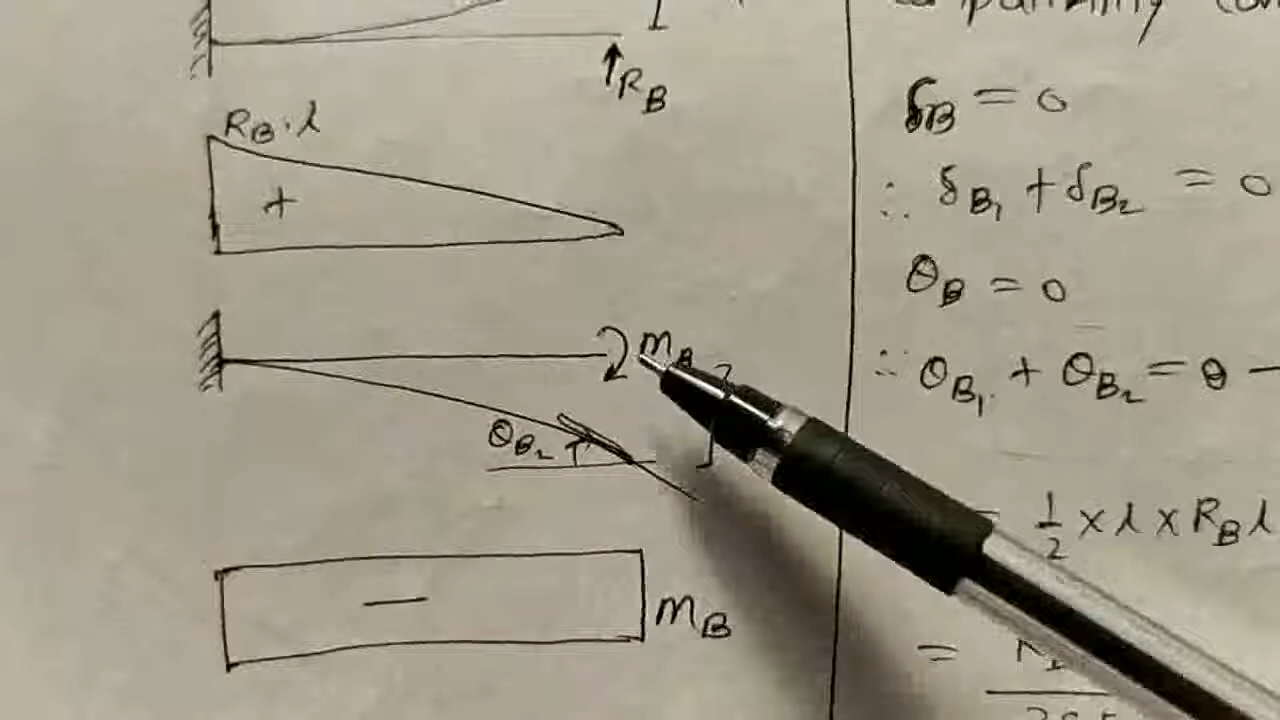 R_B
R_B . l
+
m_B
θ_B₂
—
m_B
δ_B = 0
∴ δ_B₁ + δ_B₂ = 0
θ_B = 0
∴ θ_B₁ + θ_B₂ = 0 —
= 1/2 × l × R_B l
=